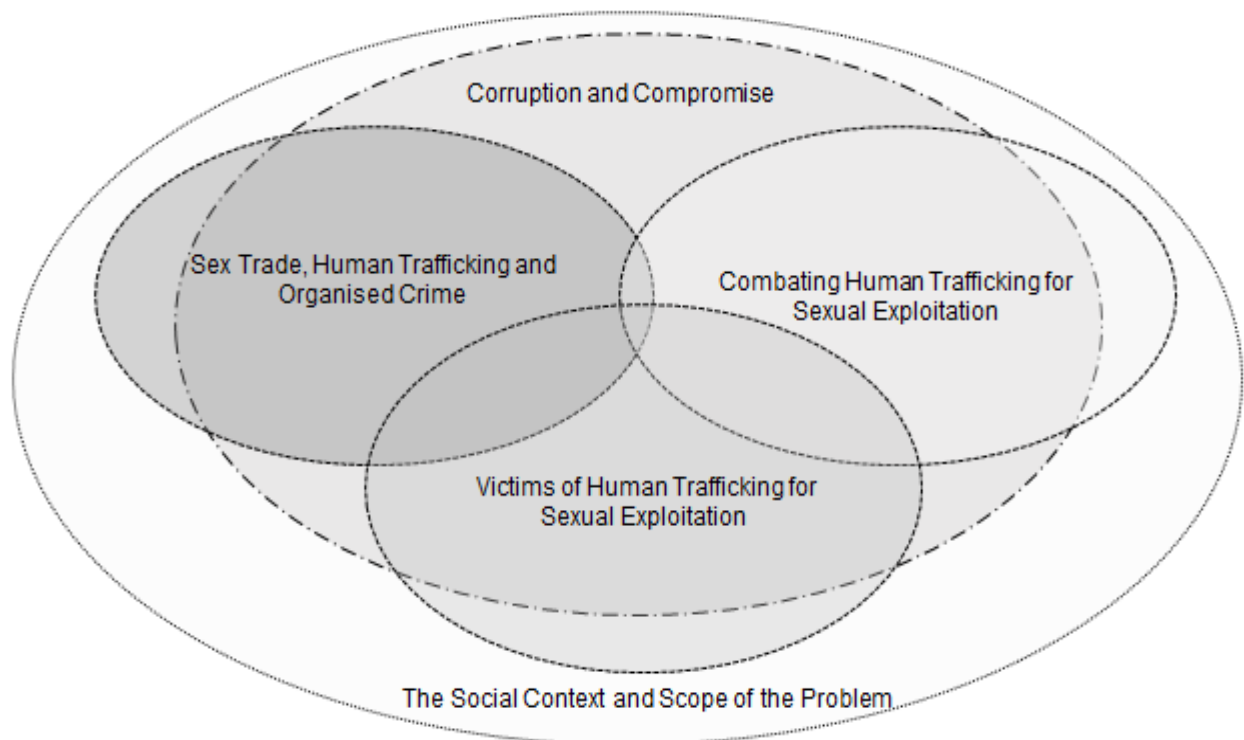 Corruption and Compromise
Sex Trade, Human Trafficking and
Organised Crime
Combating Human Trafficking for
Sexual Exploitation
Victims of Human Trafficking for
Sexual Exploitation
The Social Context and Scope of the Problem